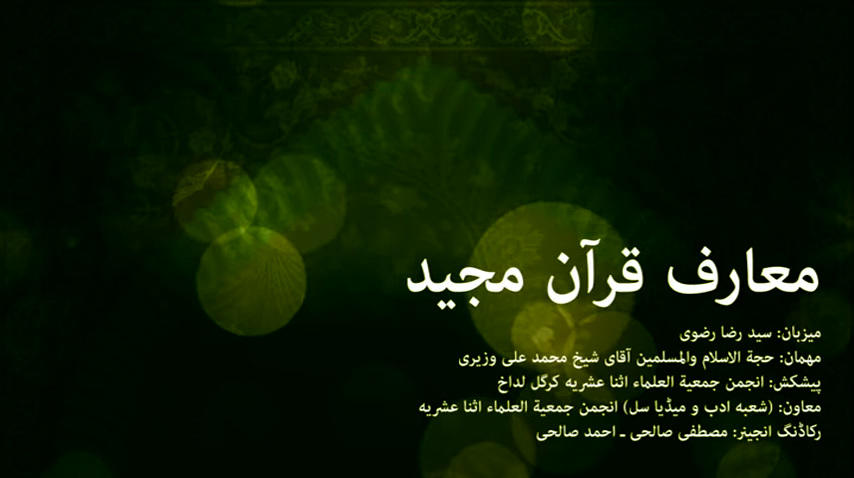 معارف قرآن مجید
میزبان: سید رضا رضوی
مہمان: حجة الاسلام والمسلمین آقای شیخ محمد علی وزیری
پیشکش: انجمن جمعیة العلماء اثنا عشریه کرگل لداخ
معاون: (شعبه ادب و میڈیا سل) انجمن جمعیة العلماء اثنا عشریه
رکاڈنگ انجینر: مصطفی صالحی ـ احمد صالحی